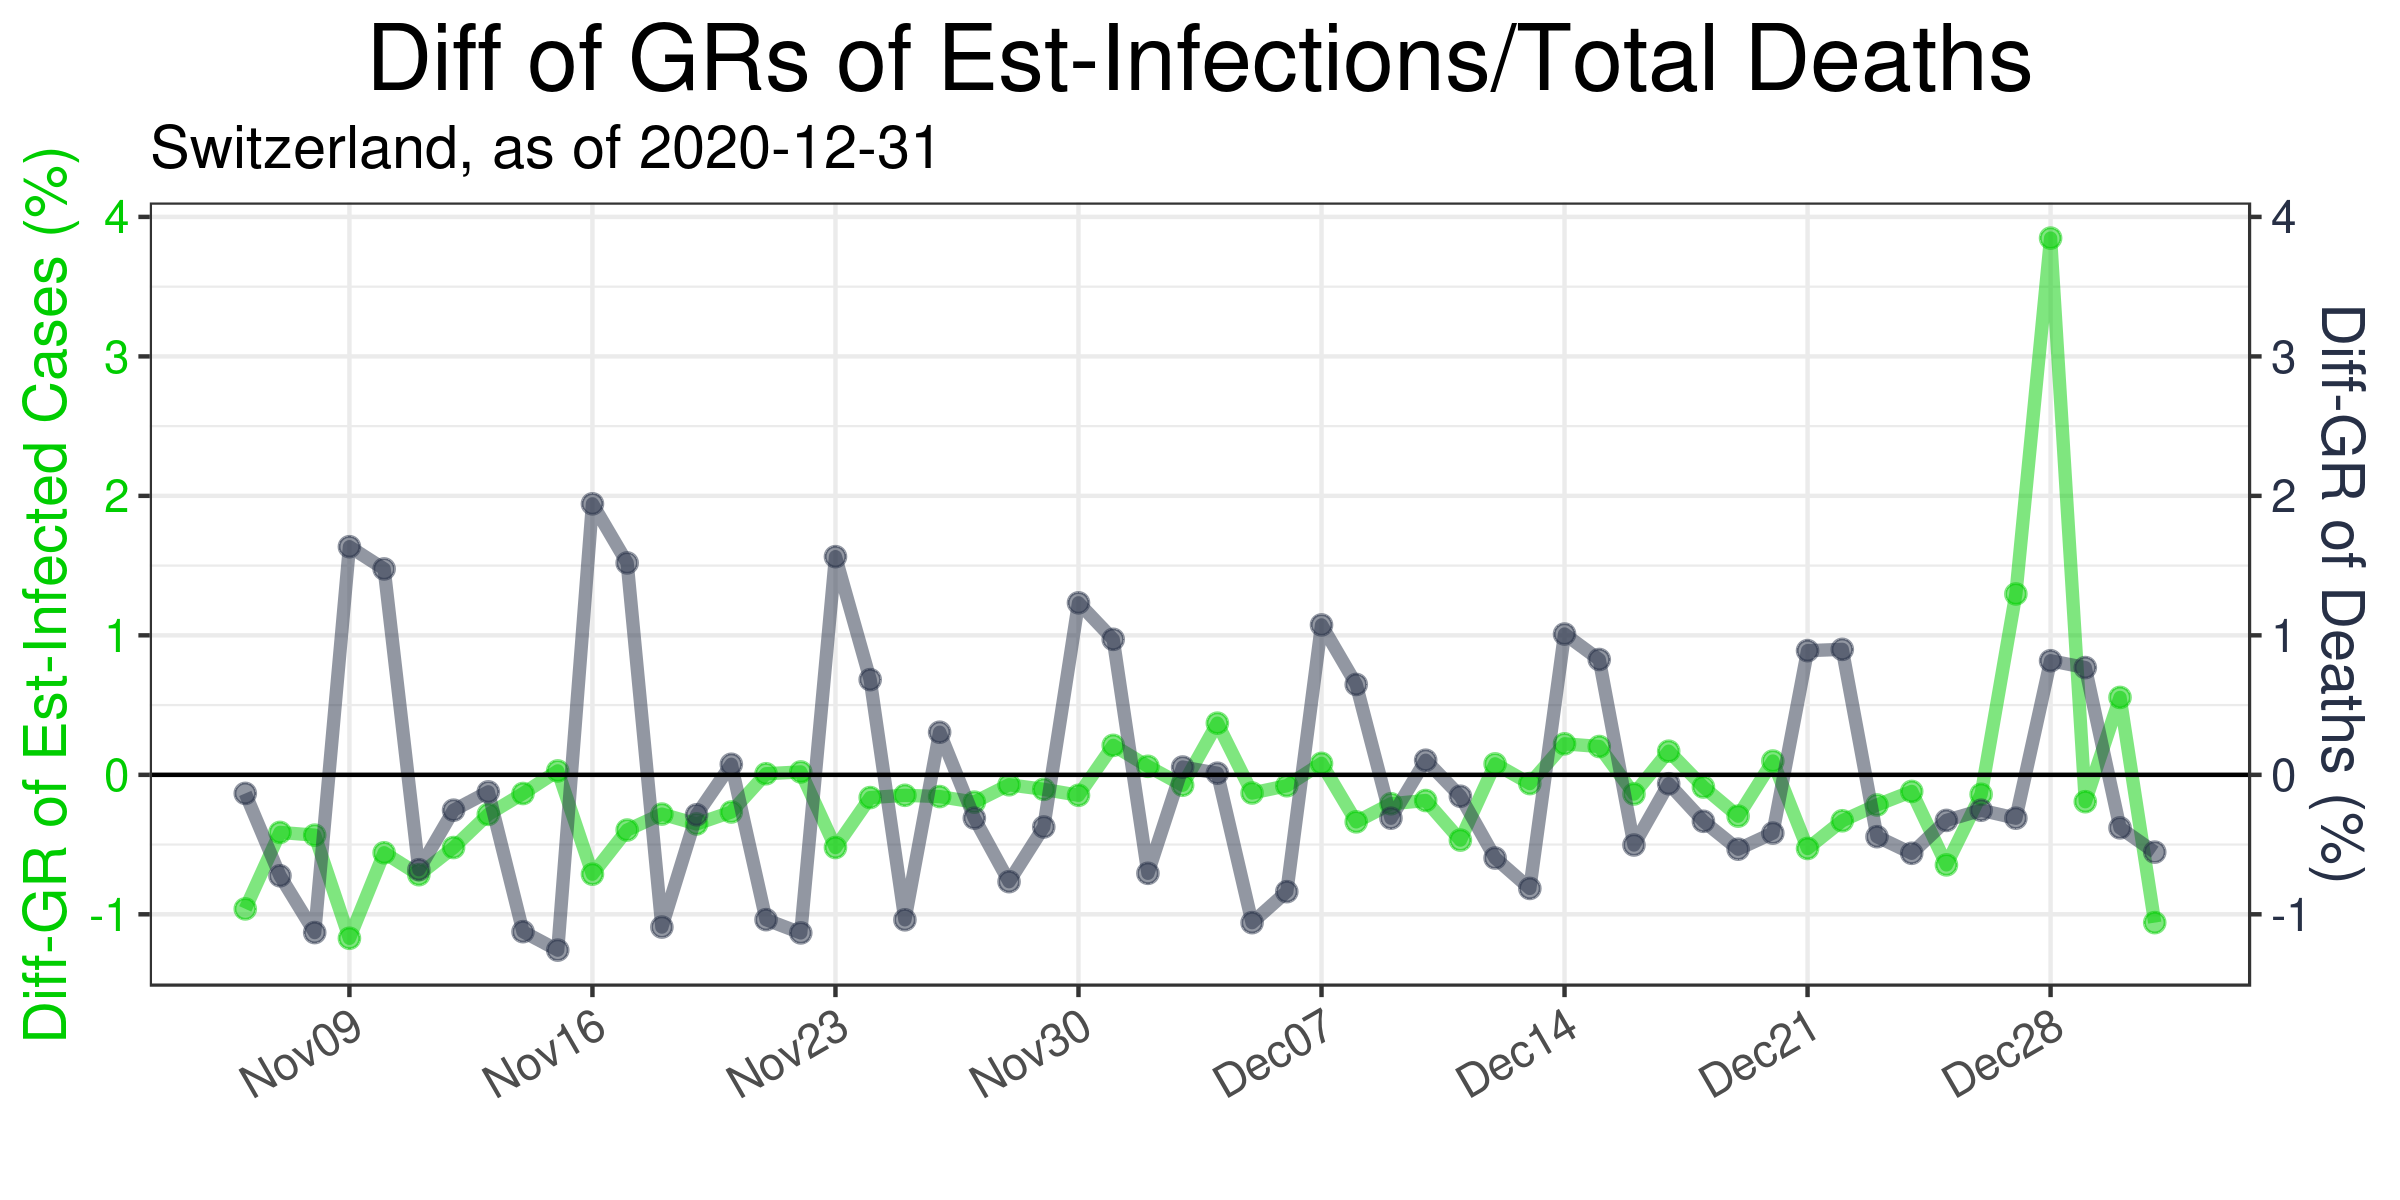 Diff of GRs of Est-Infections/Total Deaths
Switzerland, as of 2020-12-31
Diff-GR of Est-Infected Cases (%)
4
3
2
1
0
-1
4
3
2
1
0
-1
Diff-GR of Deaths (%)
Nov09
Nov16
Nov23
Nov30
Dec07
Dec14
Dec21
Dec28